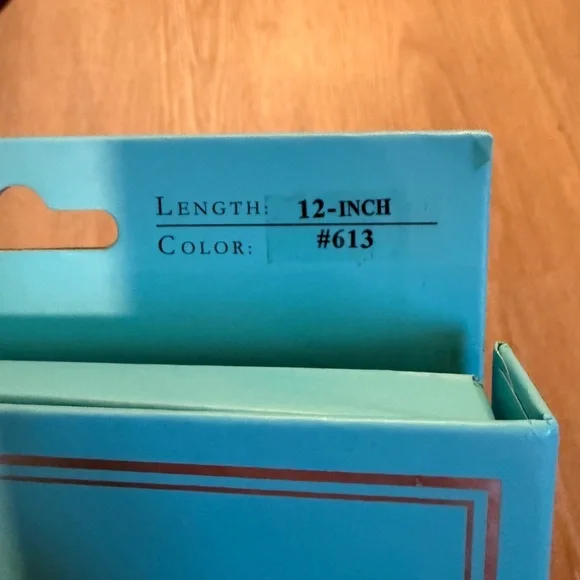 LENGTH: 12-INCH
COLOR: #613